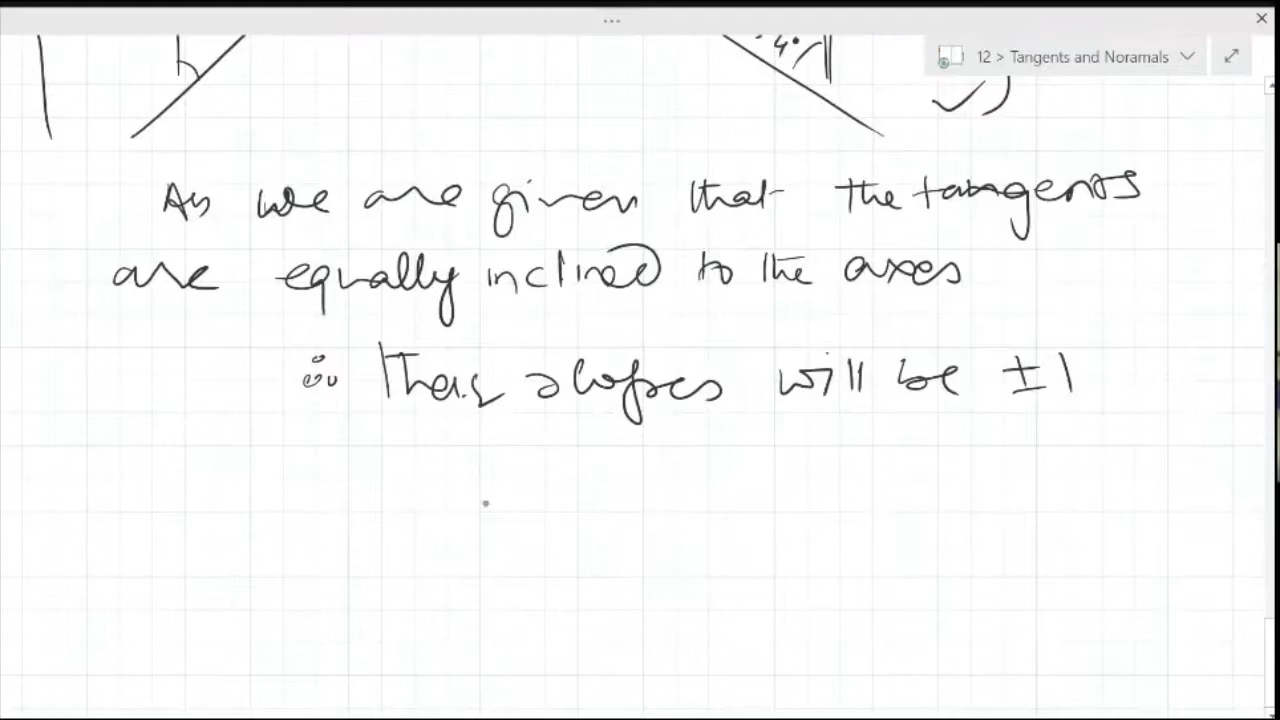 12 > Tangents and Noramals
As we are given that the tangents
are equally inclined to the axes
∴ Their slopes will be ±1